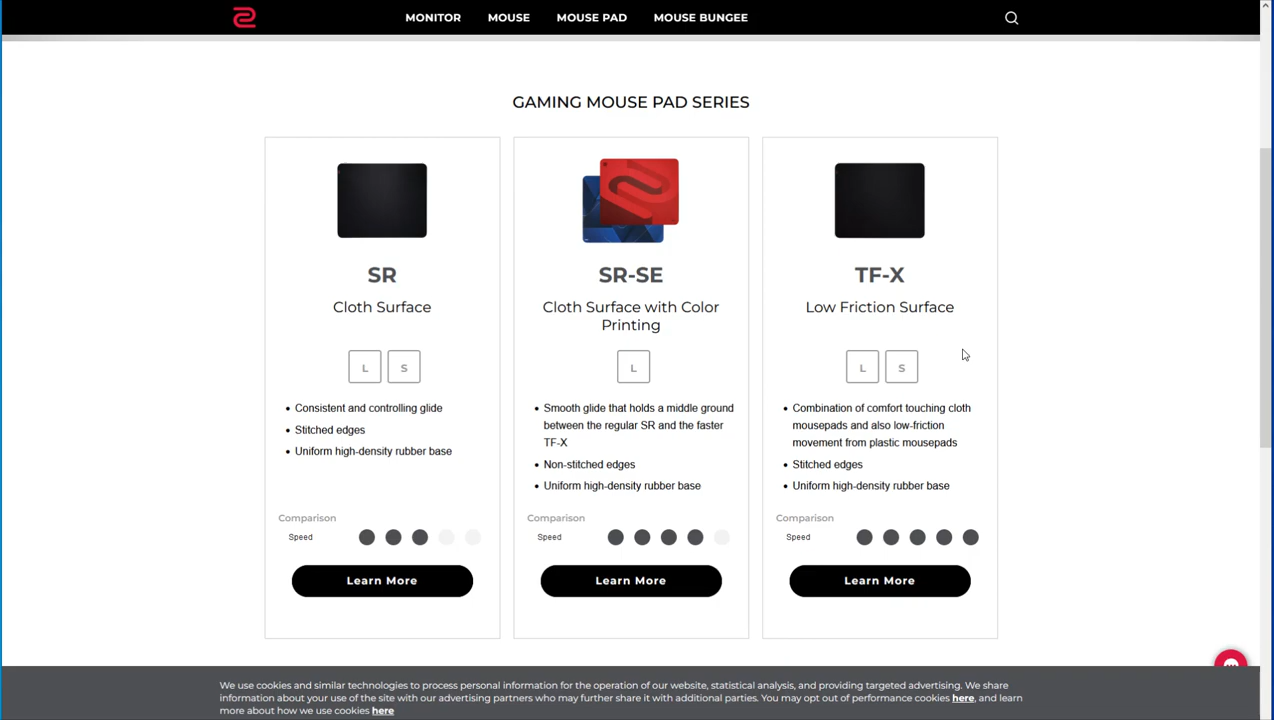 MONITOR MOUSE MOUSE PAD MOUSE BUNGEE
GAMING MOUSE PAD SERIES
SR
Cloth Surface
L S
• Consistent and controlling glide
• Stitched edges
• Uniform high-density rubber base
Comparison
Speed
Learn More
SR-SE
Cloth Surface with Color
Printing
L
• Smooth glide that holds a middle ground
between the regular SR and the faster
TF-X
• Non-stitched edges
• Uniform high-density rubber base
Comparison
Speed
Learn More
TF-X
Low Friction Surface
L S
• Combination of comfort touching cloth
mousepads and also low-friction
movement from plastic mousepads
• Stitched edges
• Uniform high-density rubber base
Comparison
Speed
Learn More
We use cookies and similar technologies to process personal information for the operation of our website, statistical analysis, and providing targeted advertising. We share
information about your use of the site with our advertising partners who may further share it with additional parties. You may opt out of performance cookies here, and learn
more about how we use cookies here